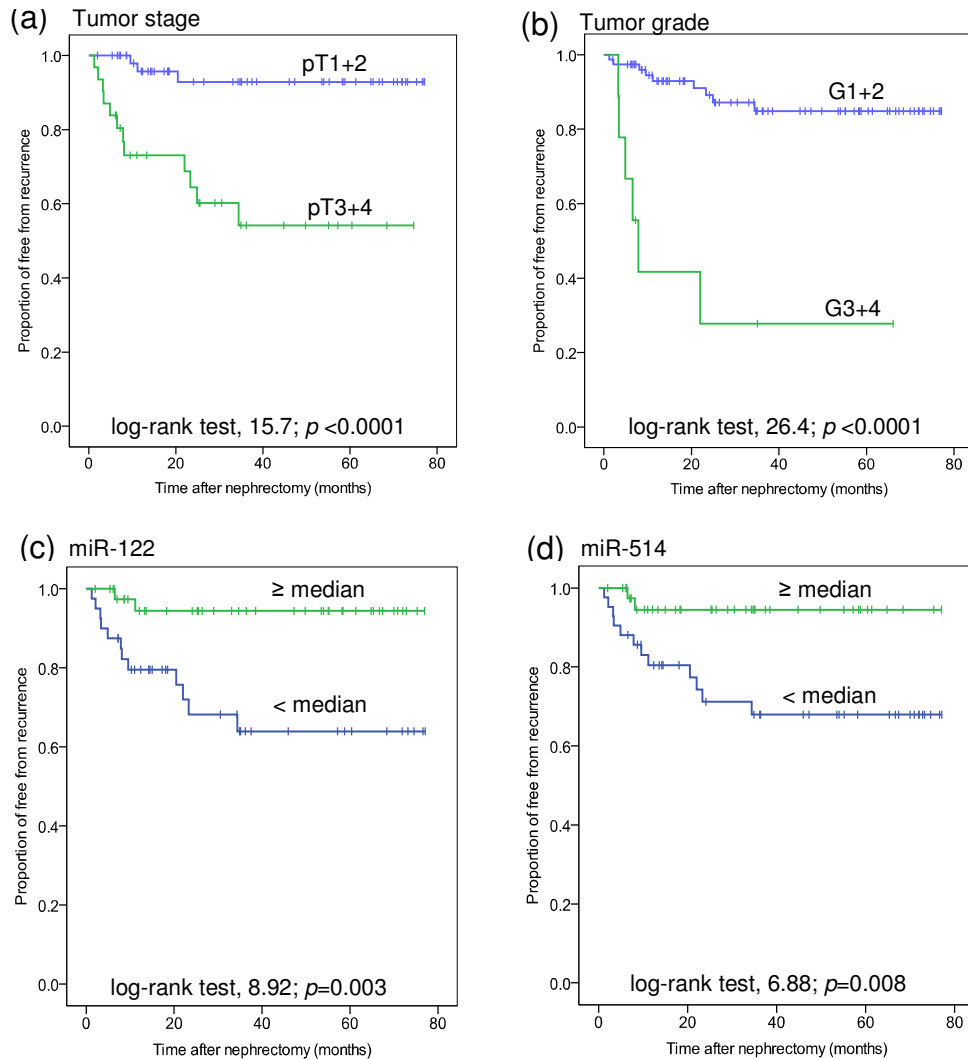 (a) Tumor stage
Proportion of free from recurrence
1.0
0.8
0.6
0.4
0.2
0.0
pT1+2
pT3+4
log-rank test, 15.7; p <0.0001
0 20 40 60 80
Time after nephrectomy (months)
(b) Tumor grade
Proportion of free from recurrence
1.0
0.8
0.6
0.4
0.2
0.0
G1+2
G3+4
log-rank test, 26.4; p <0.0001
0 20 40 60 80
Time after nephrectomy (months)
(c) miR-122
Proportion of free from recurrence
1.0
0.8
0.6
0.4
0.2
0.0
≥ median
< median
log-rank test, 8.92; p=0.003
0 20 40 60 80
Time after nephrectomy (months)
(d) miR-514
Proportion of free from recurrence
1.0
0.8
0.6
0.4
0.2
0.0
≥ median
< median
log-rank test, 6.88; p=0.008
0 20 40 60 80
Time after nephrectomy (months)